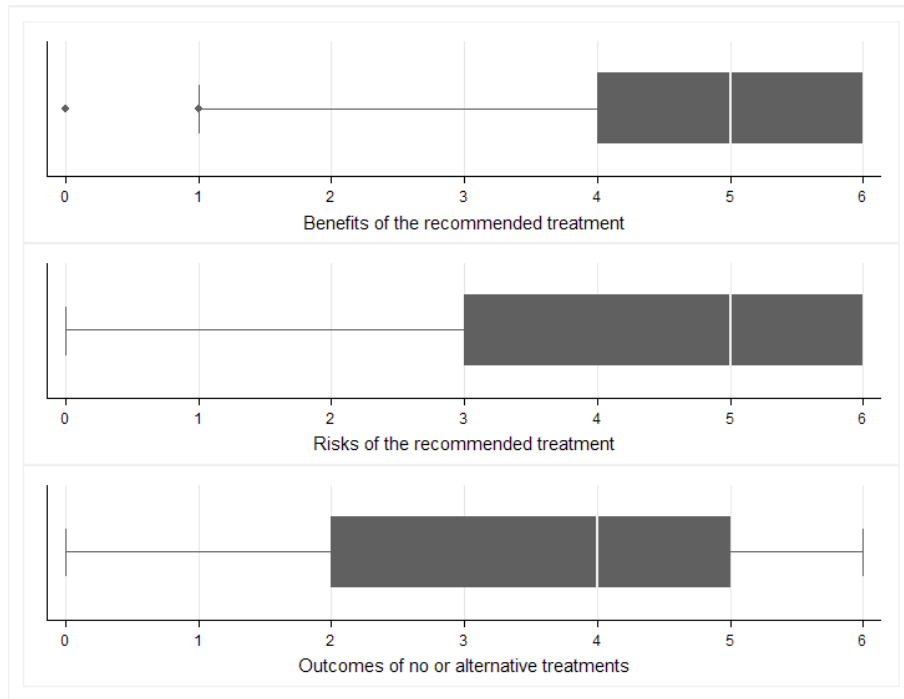 0 1 2 3 4 5 6
Benefits of the recommended treatment
0 1 2 3 4 5 6
Risks of the recommended treatment
0 1 2 3 4 5 6
Outcomes of no or alternative treatments